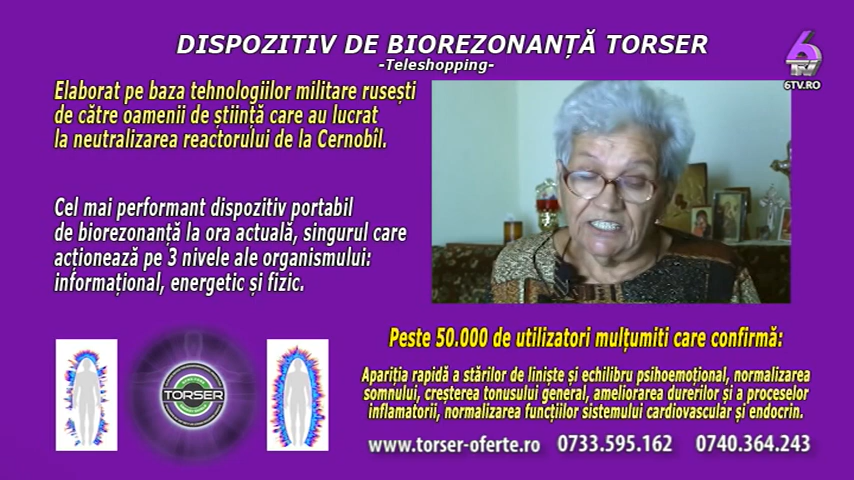 DISPOZITIV DE BIOREZONANȚĂ TORSER
-Teleshopping-
6TV.RO
Elaborat pe baza tehnologiilor militare rusești
de către oamenii de știință care au lucrat
la neutralizarea reactorului de la Cernobîl.
Cel mai performant dispozitiv portabil
de biorezonanță la ora actuală, singurul care
acționează pe 3 nivele ale organismului:
informațional, energetic și fizic.
TORSER
Peste 50.000 de utilizatori mulțumiti care confirmă:
Apariția rapidă a stărilor de liniște și echilibru psihoemoțional, normalizarea
somnului, creșterea tonusului general, ameliorarea durerilor și a proceselor
inflamatorii, normalizarea funcțiilor sistemului cardiovascular și endocrin.
www.torser-oferte.ro 0733.595.162 0740.364.243